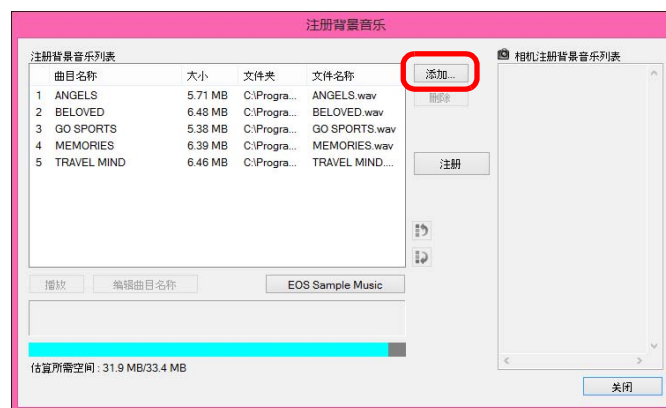 注册背景音乐
注册背景音乐列表
曲目名称 大小 文件夹 文件名称
1 ANGELS 5.71 MB C:\Progra... ANGELS.wav
2 BELOVED 6.48 MB C:\Progra... BELOVED.wav
3 GO SPORTS 5.38 MB C:\Progra... GO SPORTS.wav
4 MEMORIES 6.39 MB C:\Progra... MEMORIES.wav
5 TRAVEL MIND 6.46 MB C:\Progra... TRAVEL MIND....
添加...
删除
注册
相机注册背景音乐列表
播放 编辑曲目名称 EOS Sample Music
估算所需空间 : 31.9 MB/33.4 MB
关闭